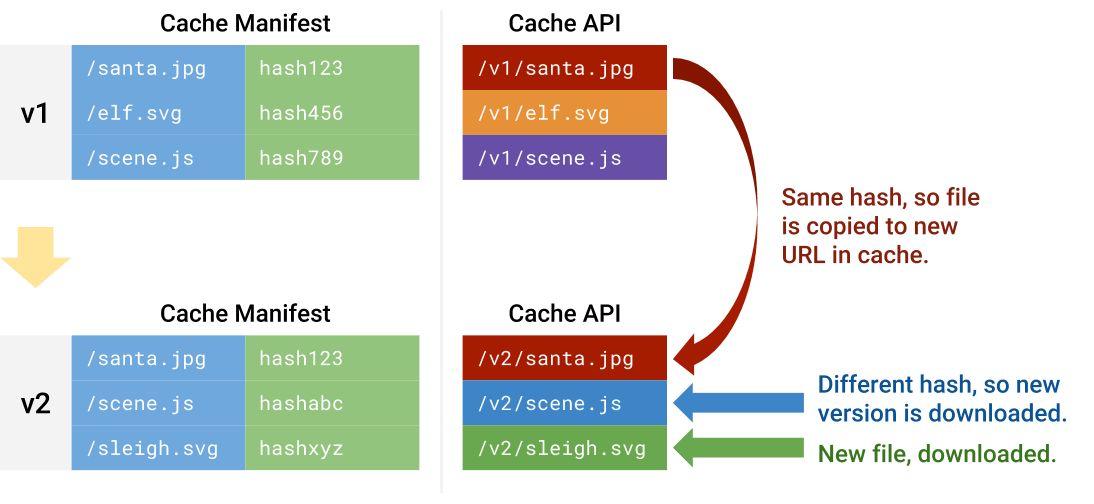 Cache Manifest
Cache API
v1
/santa.jpg hash123
/elf.svg hash456
/scene.js hash789
/v1/santa.jpg
/v1/elf.svg
/v1/scene.js
Same hash, so file
is copied to new
URL in cache.
Cache Manifest
Cache API
v2
/santa.jpg hash123
/scene.js hashabc
/sleigh.svg hashxyz
/v2/santa.jpg
/v2/scene.js
/v2/sleigh.svg
Different hash, so new
version is downloaded.
New file, downloaded.